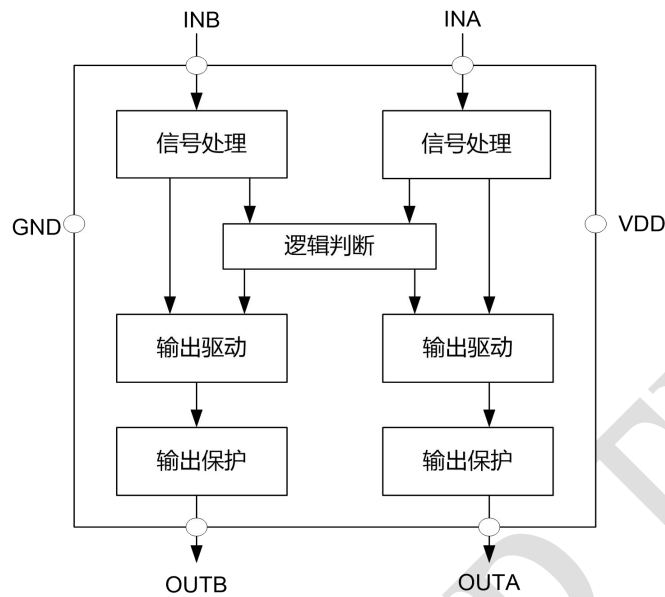 INB
INA
信号处理
信号处理
GND
VDD
逻辑判断
输出驱动
输出驱动
输出保护
输出保护
OUTB
OUTA